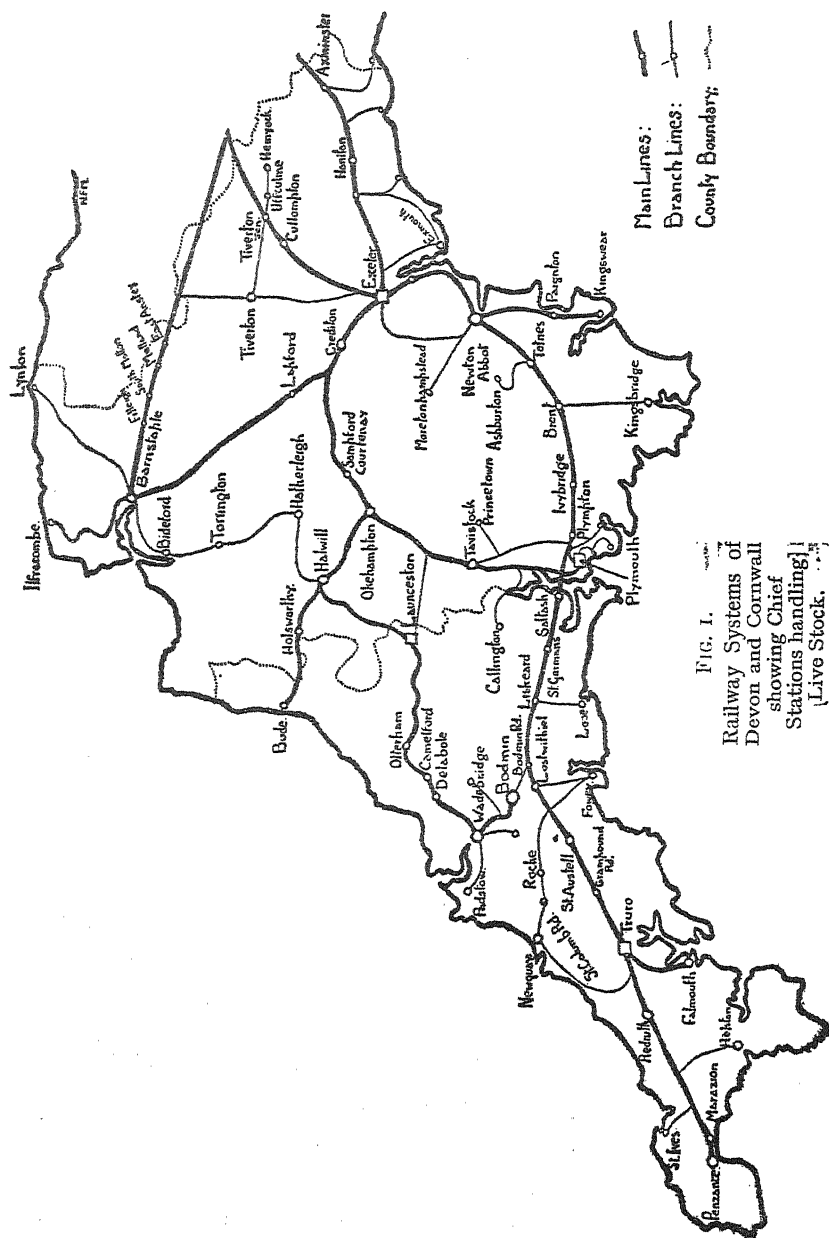 Lynton
Ilfracombe.
Barnstable
Filleigh
South Molton
East Anstey
Bideford
Torrington
Hatherleigh
Lapford
Tiverton
Tiverton
Jcn.
Uffculme
Hemyock
Cullompton
Crediton
Honiton
Axminster
Exeter
Exmouth
Bude.
Holsworthy.
Halwill
Okehampton
Sampford
Courtenay
Launceston
Moretonhampstead
Newton
Abbot
Ashburton
Totnes
Paignton
Kingswear
Brent
Kingsbridge
Ivybridge
Plympton
Plymouth
Tavistock
Princetown
Callington
Saltash
St Germans
Liskeard
Looe
Otterham
Camelford
Delabole
Wadebridge
Bodmin
Bodmin Rd.
Lostwithiel
Fowey
Padstow.
Roche
St. Austell
Grampound
Rd.
St. Columb Rd.
Newquay
Truro
Falmouth
Redruth
Helston
Marazion
St. Ives
Penzance
Main Lines:
Branch Lines:
County Boundary:
FIG. I.
Railway Systems of
Devon and Cornwall
showing Chief
Stations handling
Live Stock.